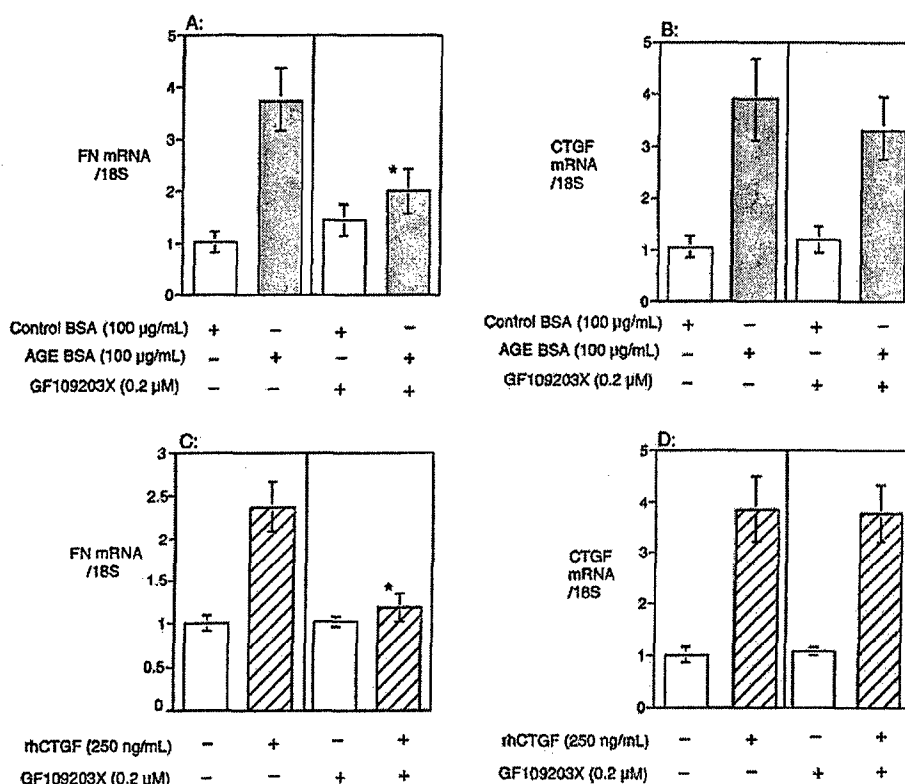 A:
5
4
3
2
1
0
FN mRNA
/18S
*
Control BSA (100 µg/mL) + – + –
AGE BSA (100 µg/mL) – + – +
GF109203X (0.2 µM) – – + +
B:
5
4
3
2
1
0
CTGF
mRNA
/18S
Control BSA (100 µg/mL) + – + –
AGE BSA (100 µg/mL) – + – +
GF109203X (0.2 µM) – – + +
C:
3
2.5
2
1.5
1
0.5
0
FN mRNA
/18S
*
rhCTGF (250 ng/mL) – + – +
GF109203X (0.2 µM) – – + +
D:
5
4
3
2
1
0
CTGF
mRNA
/18S
rhCTGF (250 ng/mL) – + – +
GF109203X (0.2 µM) – – + +